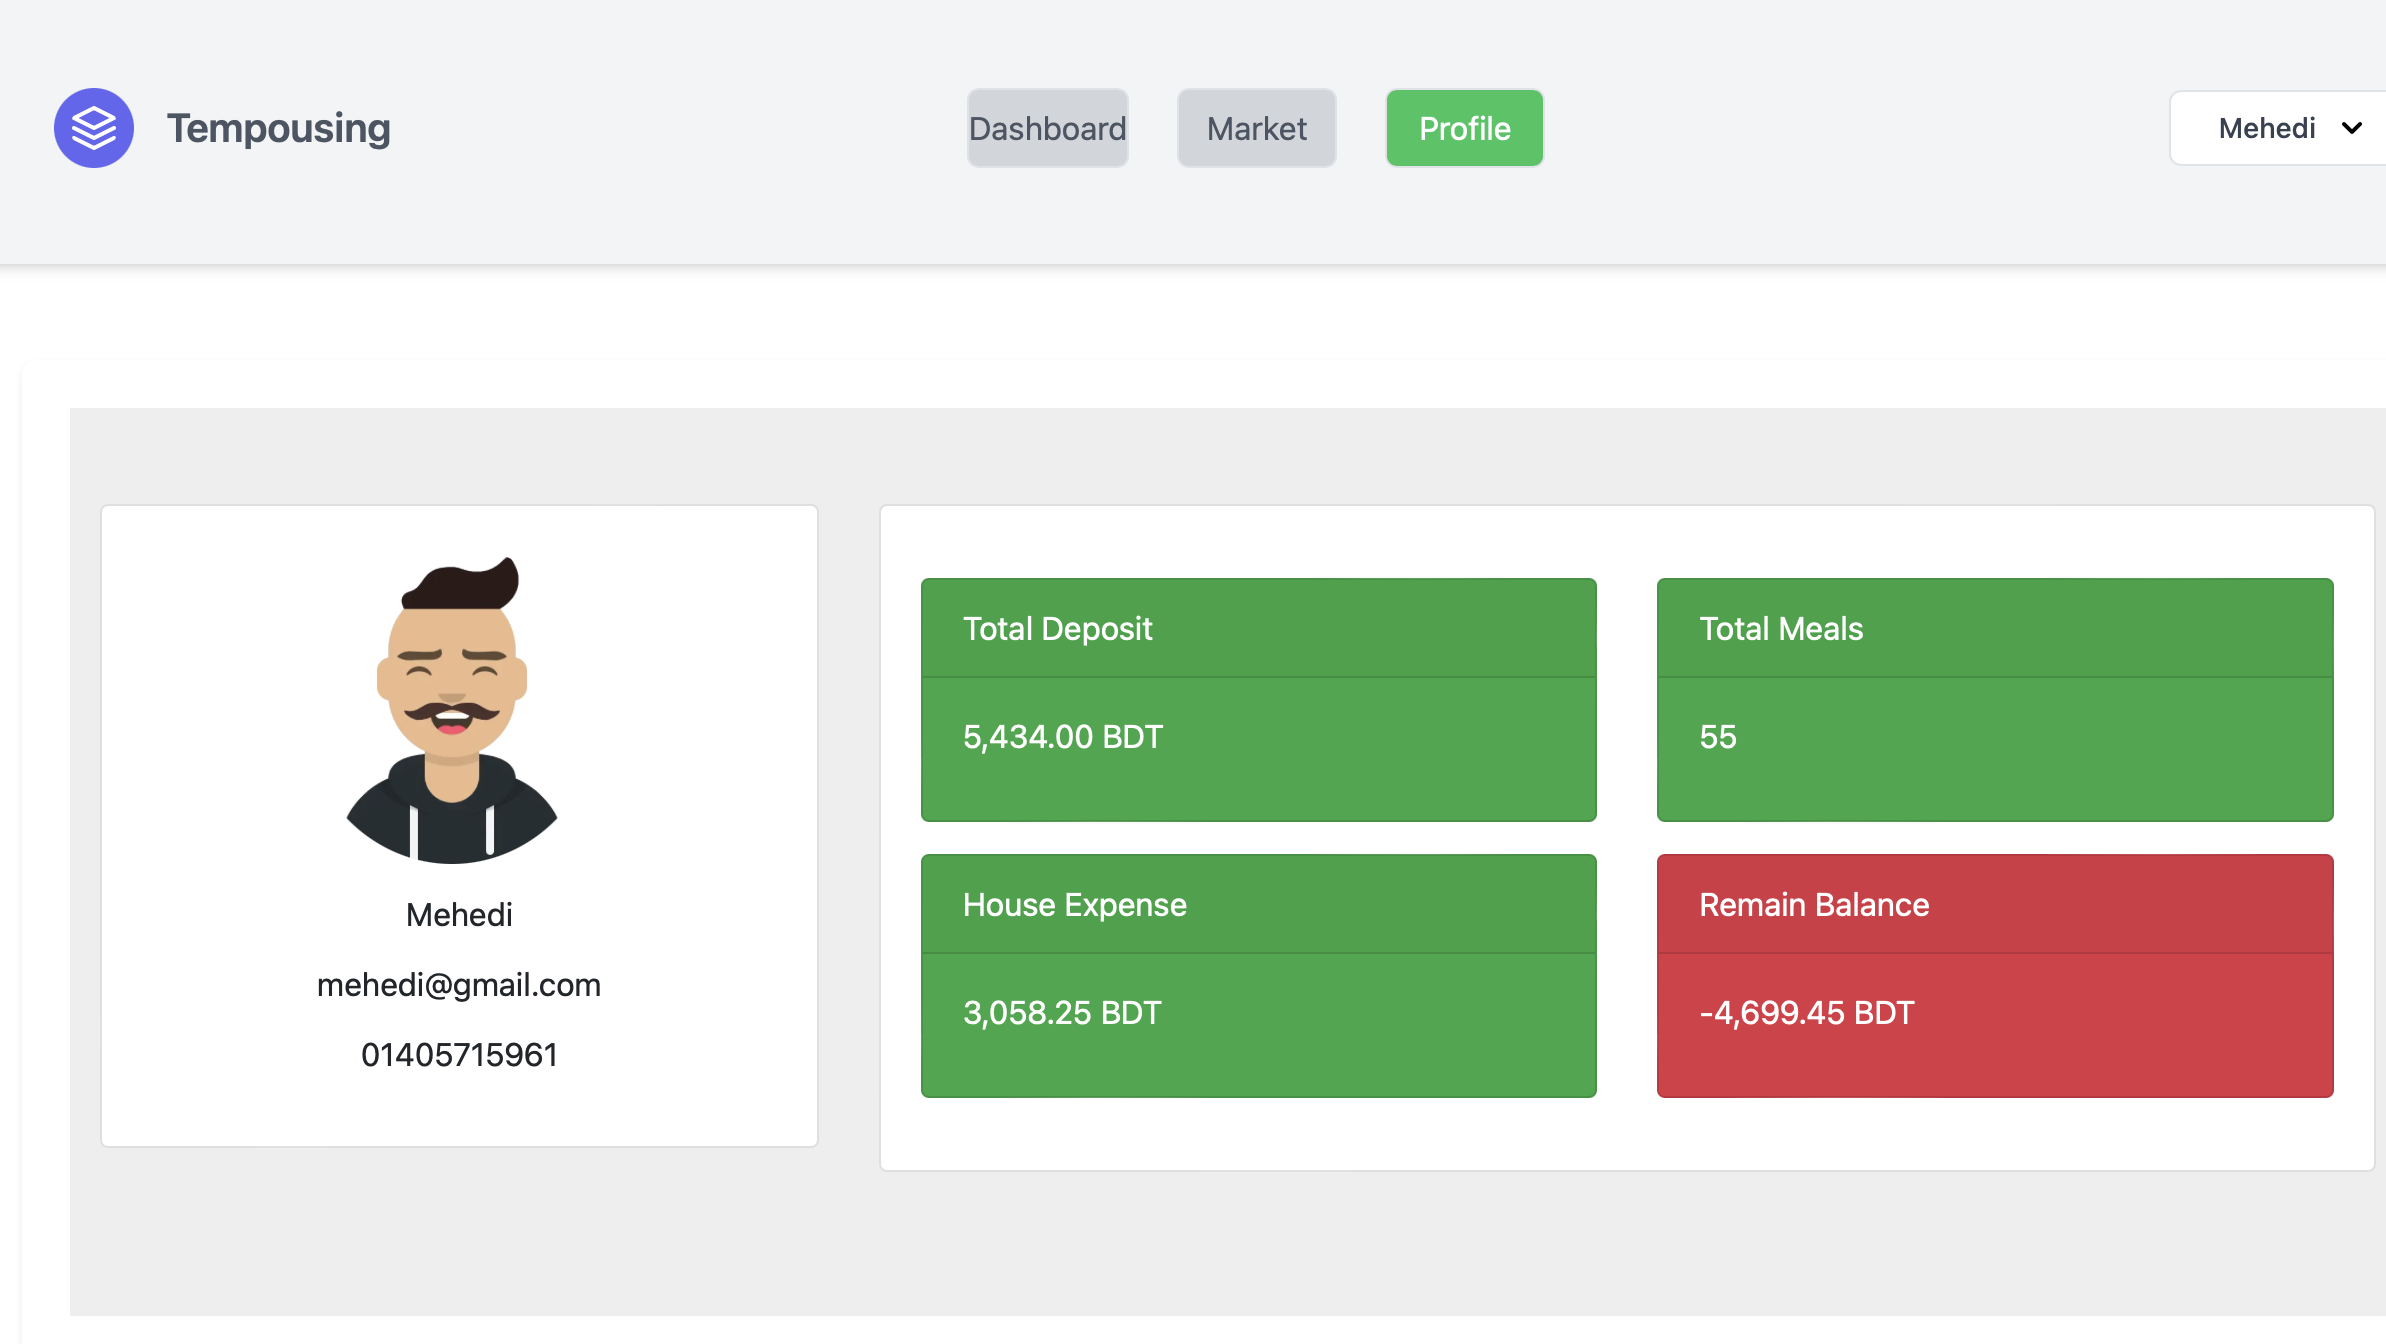 Tempousing
Dashboard
Market
Profile
Mehedi
Mehedi
mehedi@gmail.com
01405715961
Total Deposit
5,434.00 BDT
Total Meals
55
House Expense
3,058.25 BDT
Remain Balance
-4,699.45 BDT